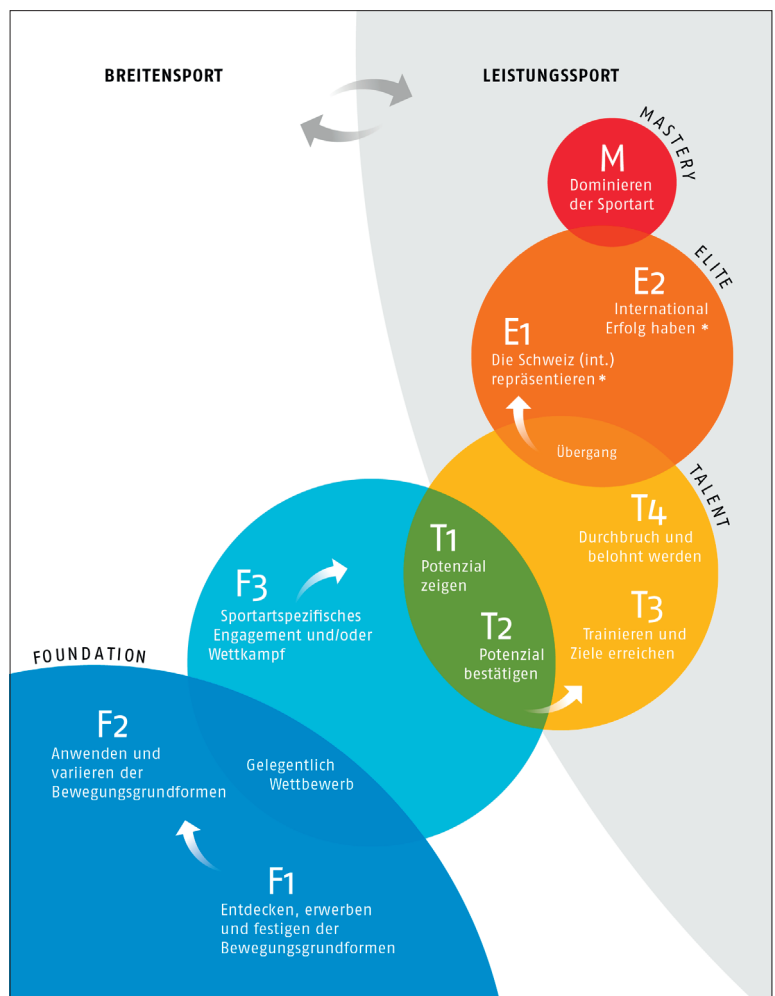 BREITENSPORT
LEISTUNGSSPORT
MASTERY
M
Dominieren
der Sportart
ELITE
E2
International
Erfolg haben *
E1
Die Schweiz (int.)
repräsentieren *
Übergang
TALENT
T4
Durchbruch und
belohnt werden
T1
Potenzial
zeigen
F3
Sportartspezifisches
Engagement und/oder
Wettkampf
T3
Trainieren und
Ziele erreichen
T2
Potenzial
bestätigen
FOUNDATION
F2
Anwenden und
variieren der
Bewegungsgrundformen
Gelegentlich
Wettbewerb
F1
Entdecken, erwerben
und festigen der
Bewegungsgrundformen